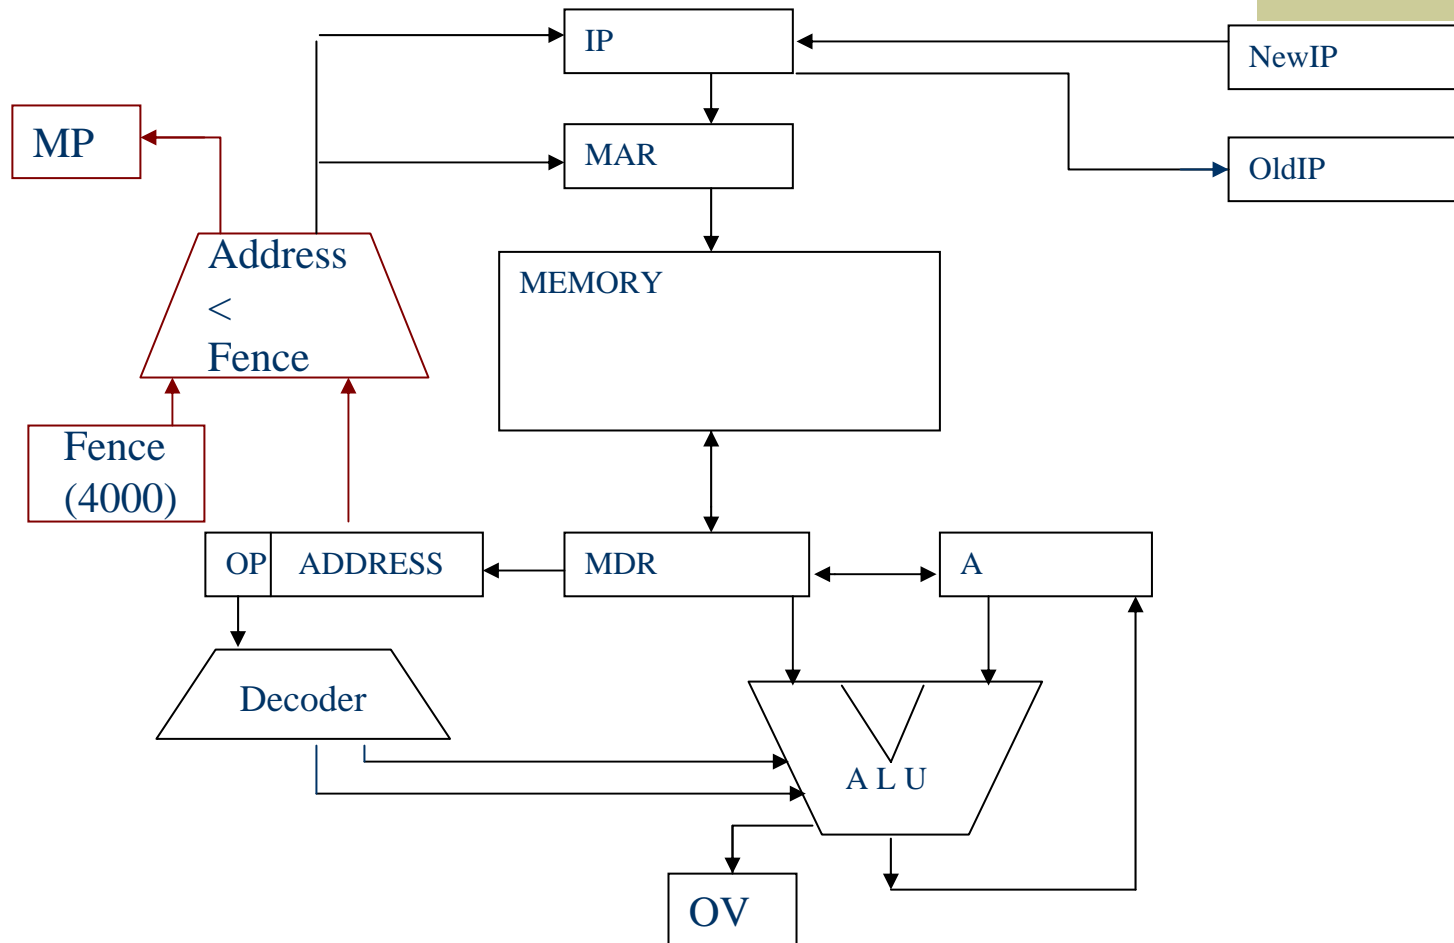 IP
NewIP
MP
MAR
OldIP
Address
<
Fence
MEMORY
Fence
(4000)
OP ADDRESS
MDR
A
Decoder
A L U
OV